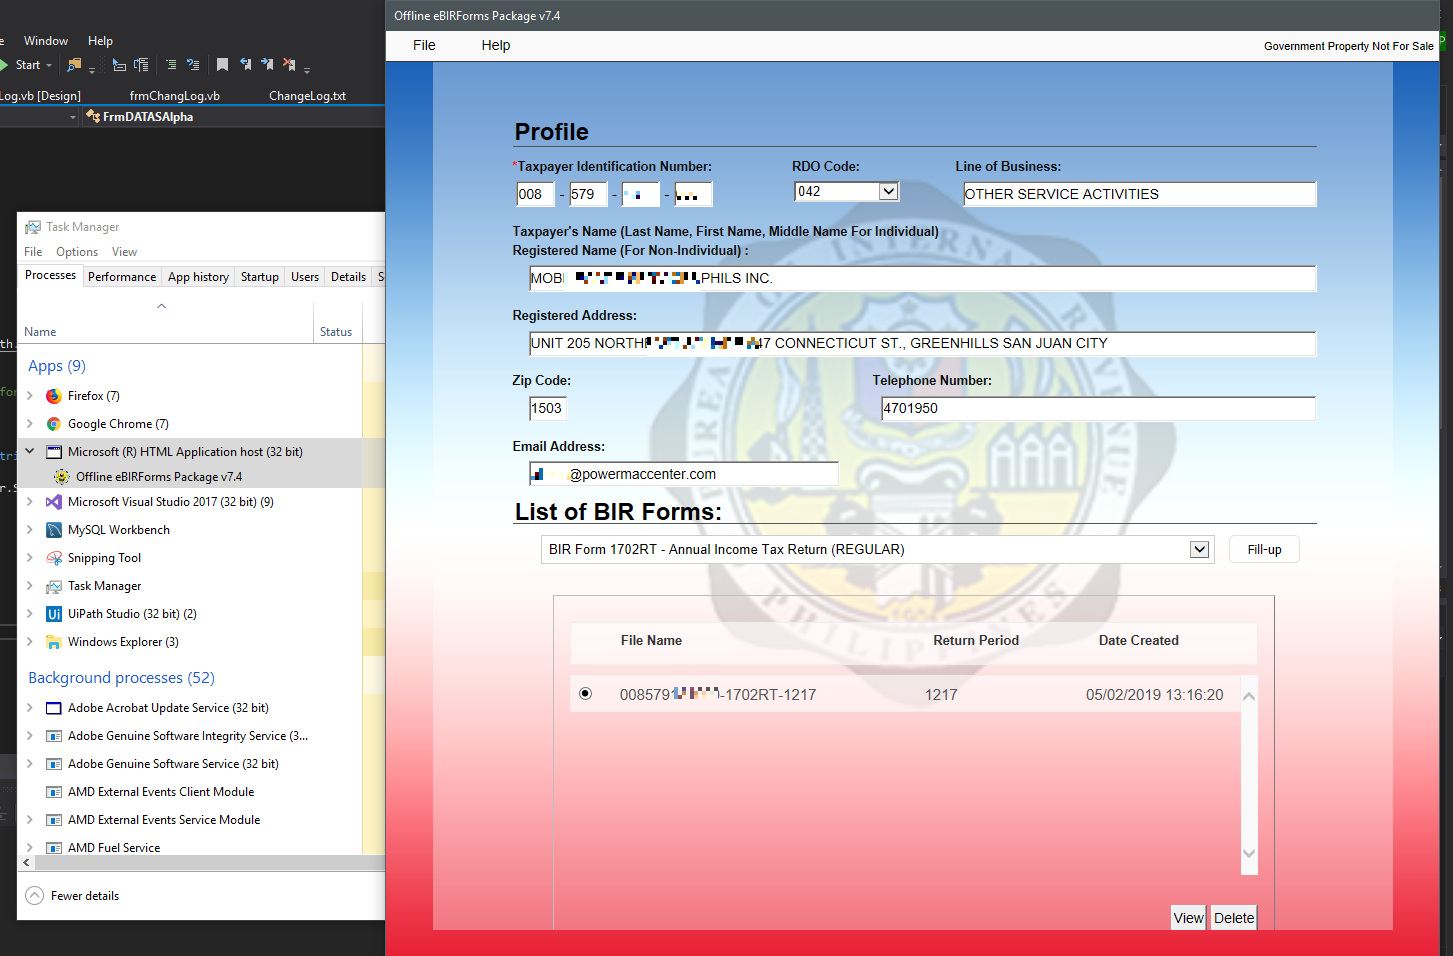 Window Help
Start
Log.vb [Design] frmChangLog.vb ChangeLog.txt
FrmDATASAlpha
Task Manager
File Options View
Processes Performance App history Startup Users Details S
Name Status
Apps (9)
Firefox (7)
Google Chrome (7)
Microsoft (R) HTML Application host (32 bit)
Offline eBIRForms Package v7.4
Microsoft Visual Studio 2017 (32 bit) (9)
MySQL Workbench
Snipping Tool
Task Manager
UiPath Studio (32 bit) (2)
Windows Explorer (3)
Background processes (52)
Adobe Acrobat Update Service (32 bit)
Adobe Genuine Software Integrity Service (3...
Adobe Genuine Software Service (32 bit)
AMD External Events Client Module
AMD External Events Service Module
AMD Fuel Service
Fewer details
Offline eBIRForms Package v7.4
File Help Government Property Not For Sale
Profile
*Taxpayer Identification Number: RDO Code: Line of Business:
008 - 579 - - 042 OTHER SERVICE ACTIVITIES
Taxpayer's Name (Last Name, First Name, Middle Name For Individual)
Registered Name (For Non-Individual) :
MOBI PHILS INC.
Registered Address:
UNIT 205 NORTH 47 CONNECTICUT ST., GREENHILLS SAN JUAN CITY
Zip Code: Telephone Number:
1503 4701950
Email Address:
@powermaccenter.com
List of BIR Forms:
BIR Form 1702RT - Annual Income Tax Return (REGULAR) Fill-up
File Name Return Period Date Created
008579 -1702RT-1217 1217 05/02/2019 13:16:20
View Delete